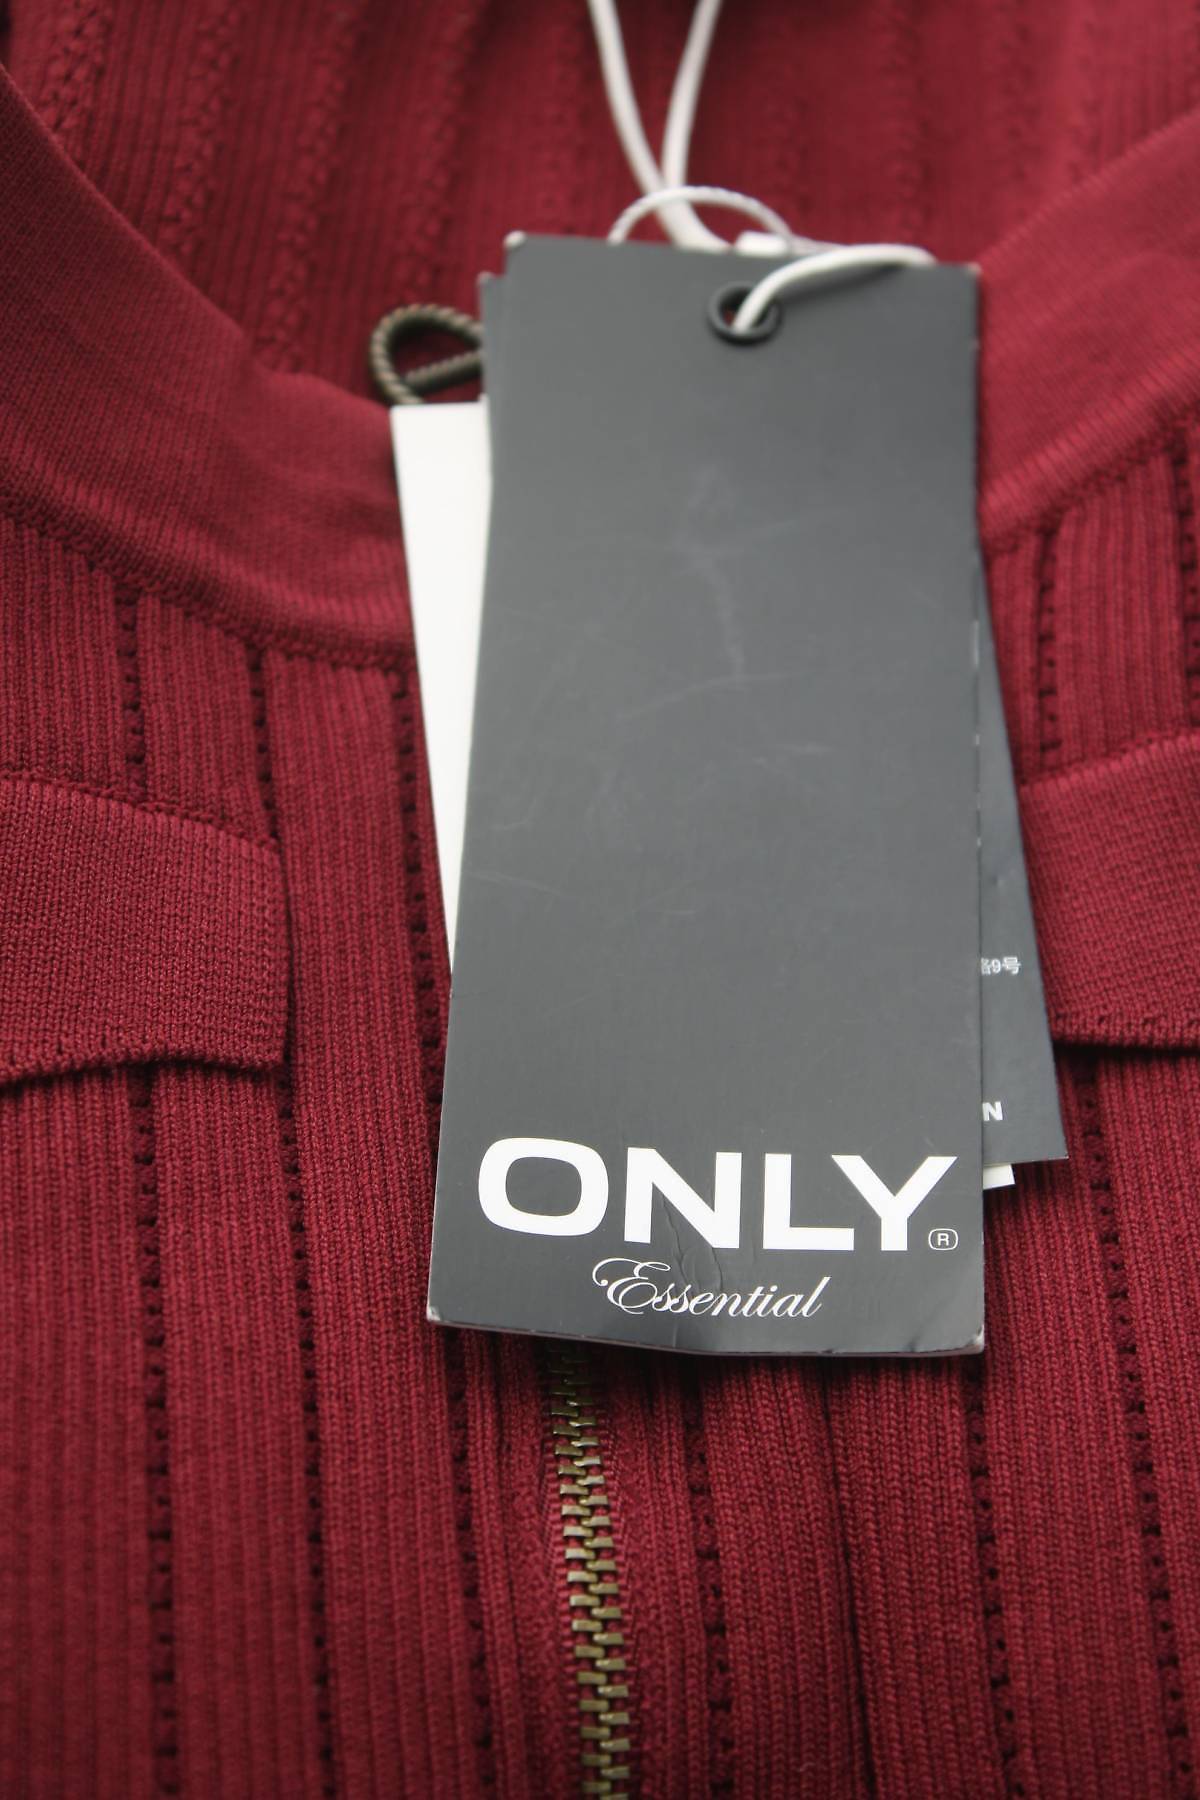 路9号
N
ONLY®
Essential